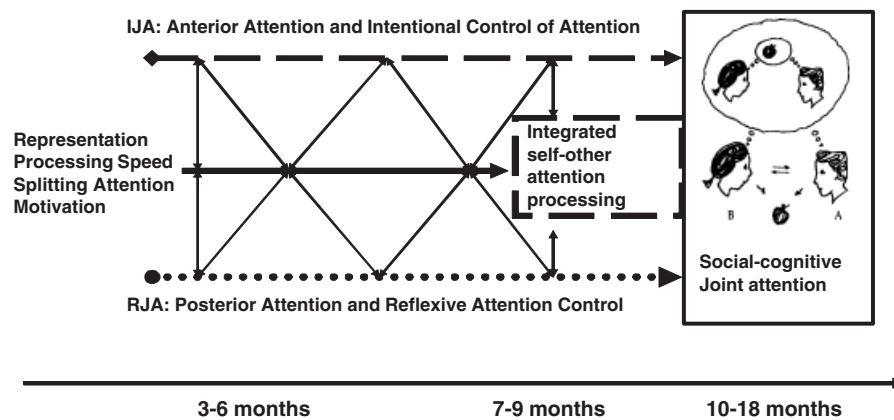 IJA: Anterior Attention and Intentional Control of Attention
Representation
Processing Speed
Splitting Attention
Motivation
Integrated
self-other
attention
processing
B
A
Social-cognitive
Joint attention
RJA: Posterior Attention and Reflexive Attention Control
3-6 months
7-9 months
10-18 months